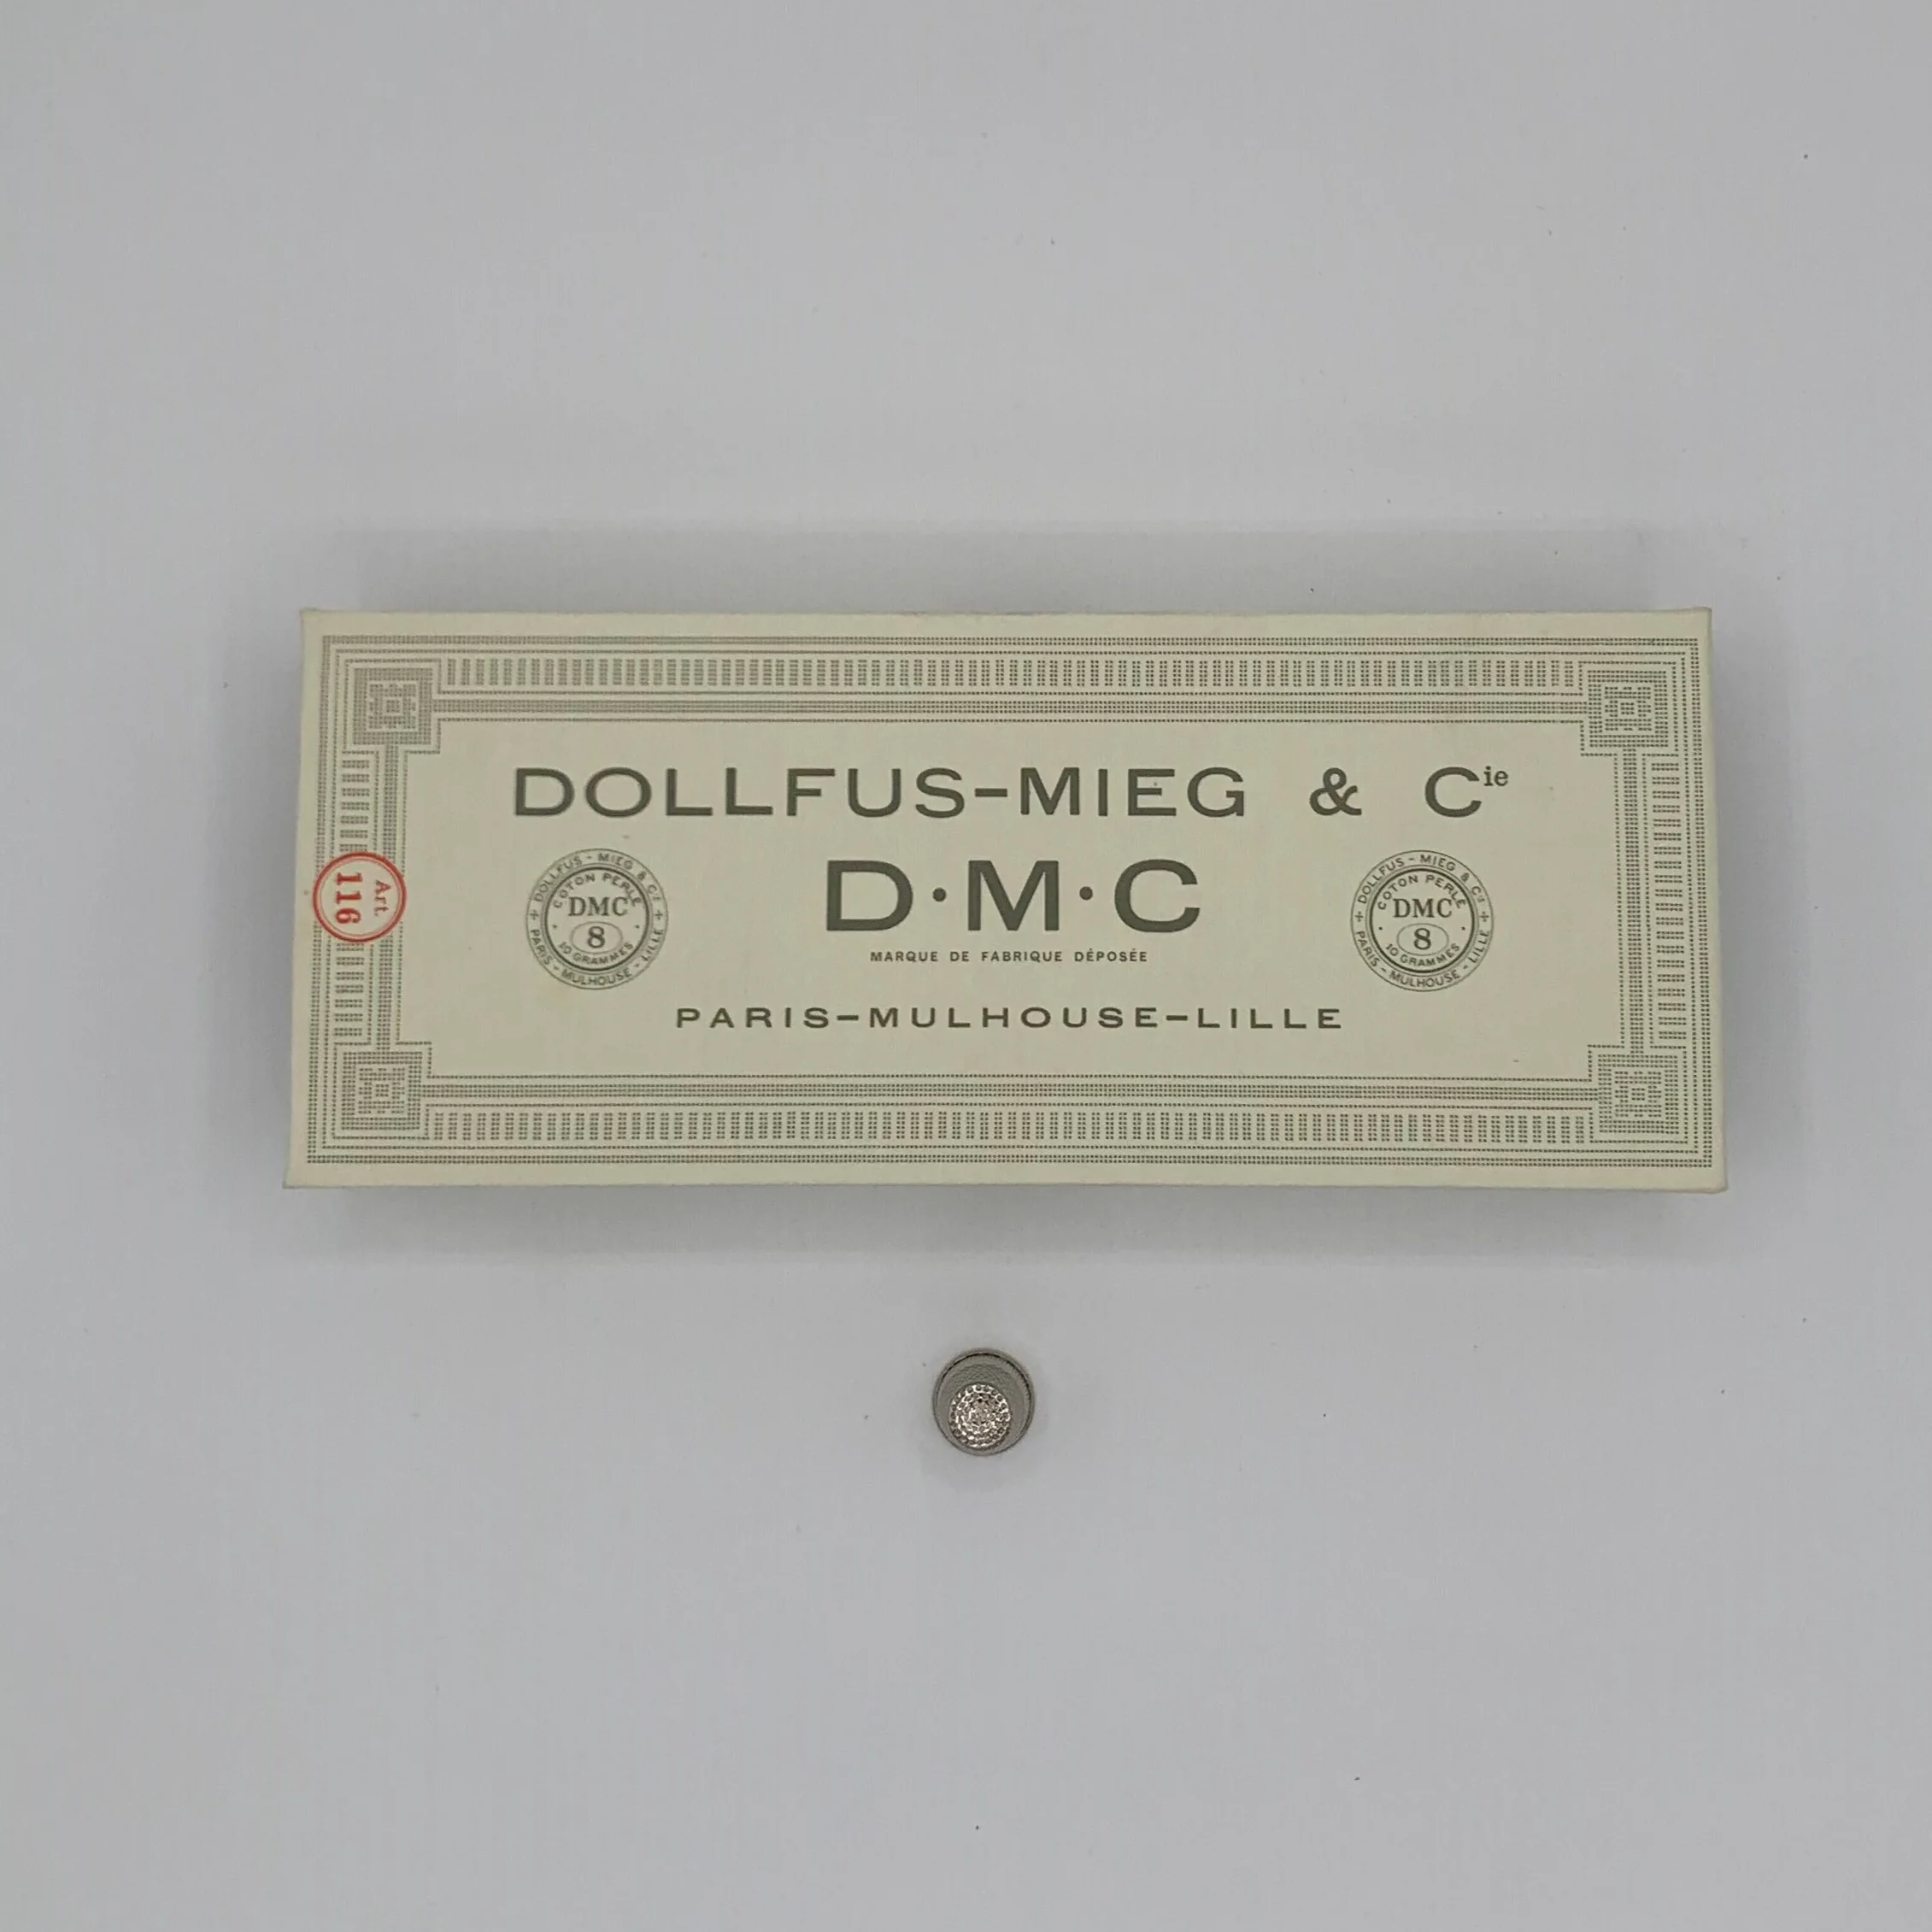 DOLLFUS-MIEG & Cie
D·M·C
MARQUE DE FABRIQUE DÉPOSÉE
PARIS-MULHOUSE-LILLE
Art.
116
DOLLFUS - MIEG & Cie
PARIS - MULHOUSE - LILLE
COTON PERLÉ
DMC
8
10 GRAMMES
DOLLFUS - MIEG & Cie
PARIS - MULHOUSE - LILLE
COTON PERLÉ
DMC
8
10 GRAMMES